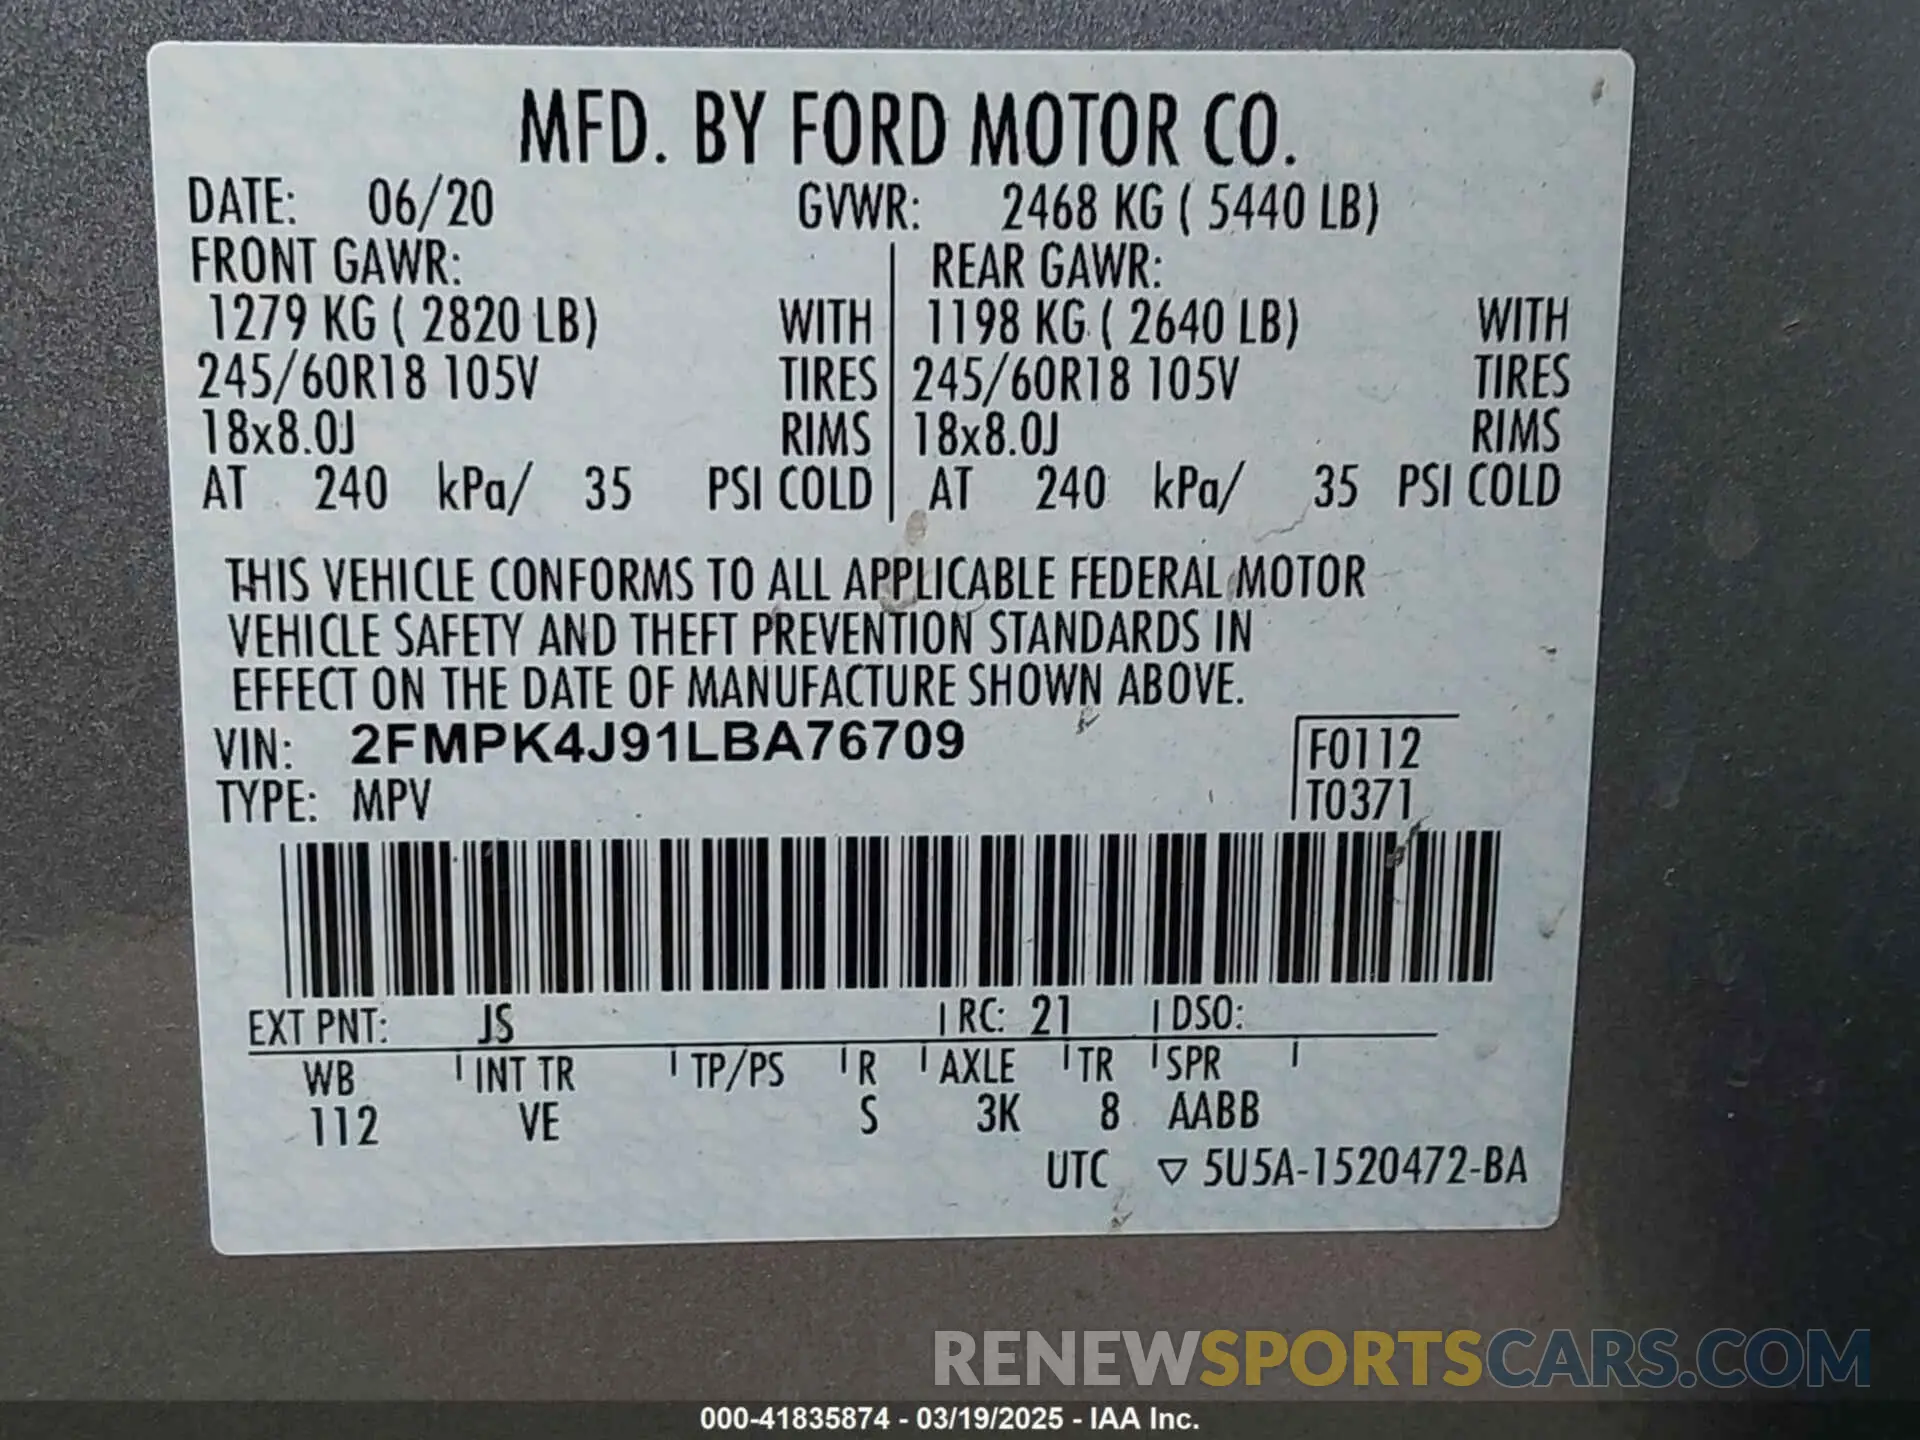 MFD. BY FORD MOTOR CO.
DATE: 06/20 GVWR: 2468 KG ( 5440 LB)
FRONT GAWR: REAR GAWR:
1279 KG ( 2820 LB) WITH 1198 KG ( 2640 LB) WITH
245/60R18 105V TIRES 245/60R18 105V TIRES
18x8.0J RIMS 18x8.0J RIMS
AT 240 kPa/ 35 PSI COLD AT 240 kPa/ 35 PSI COLD
THIS VEHICLE CONFORMS TO ALL APPLICABLE FEDERAL MOTOR
VEHICLE SAFETY AND THEFT PREVENTION STANDARDS IN
EFFECT ON THE DATE OF MANUFACTURE SHOWN ABOVE.
VIN: 2FMPK4J91LBA76709 F0112
TYPE: MPV T0371
EXT PNT: JS RC: 21 DSO:
WB INT TR TP/PS R AXLE TR SPR
112 VE S 3K 8 AABB
UTC ▽ 5U5A-1520472-BA
RENEWSPORTSCARS.COM
000-41835874 - 03/19/2025 - IAA Inc.